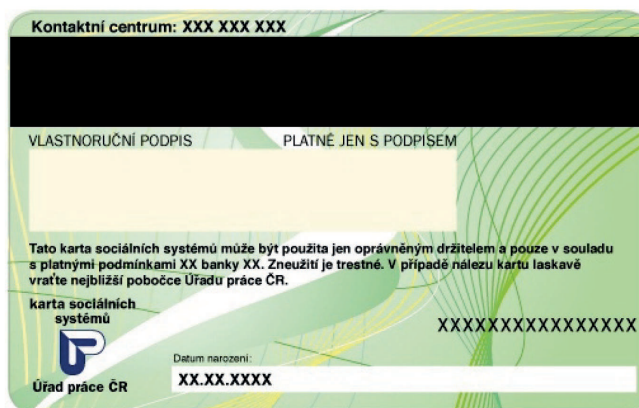 Kontaktní centrum: XXX XXX XXX
VLASTNORUČNÍ PODPIS PLATNÉ JEN S PODPISEM
Tato karta sociálních systémů může být použita jen oprávněným držitelem a pouze v souladu
s platnými podmínkami XX banky XX. Zneužití je trestné. V případě nálezu kartu laskavě
vraťte nejbližší pobočce Úřadu práce ČR.
karta sociálních
systémů
XXXXXXXXXXXXXXXX
Datum narození:
XX.XX.XXXX
Úřad práce ČR